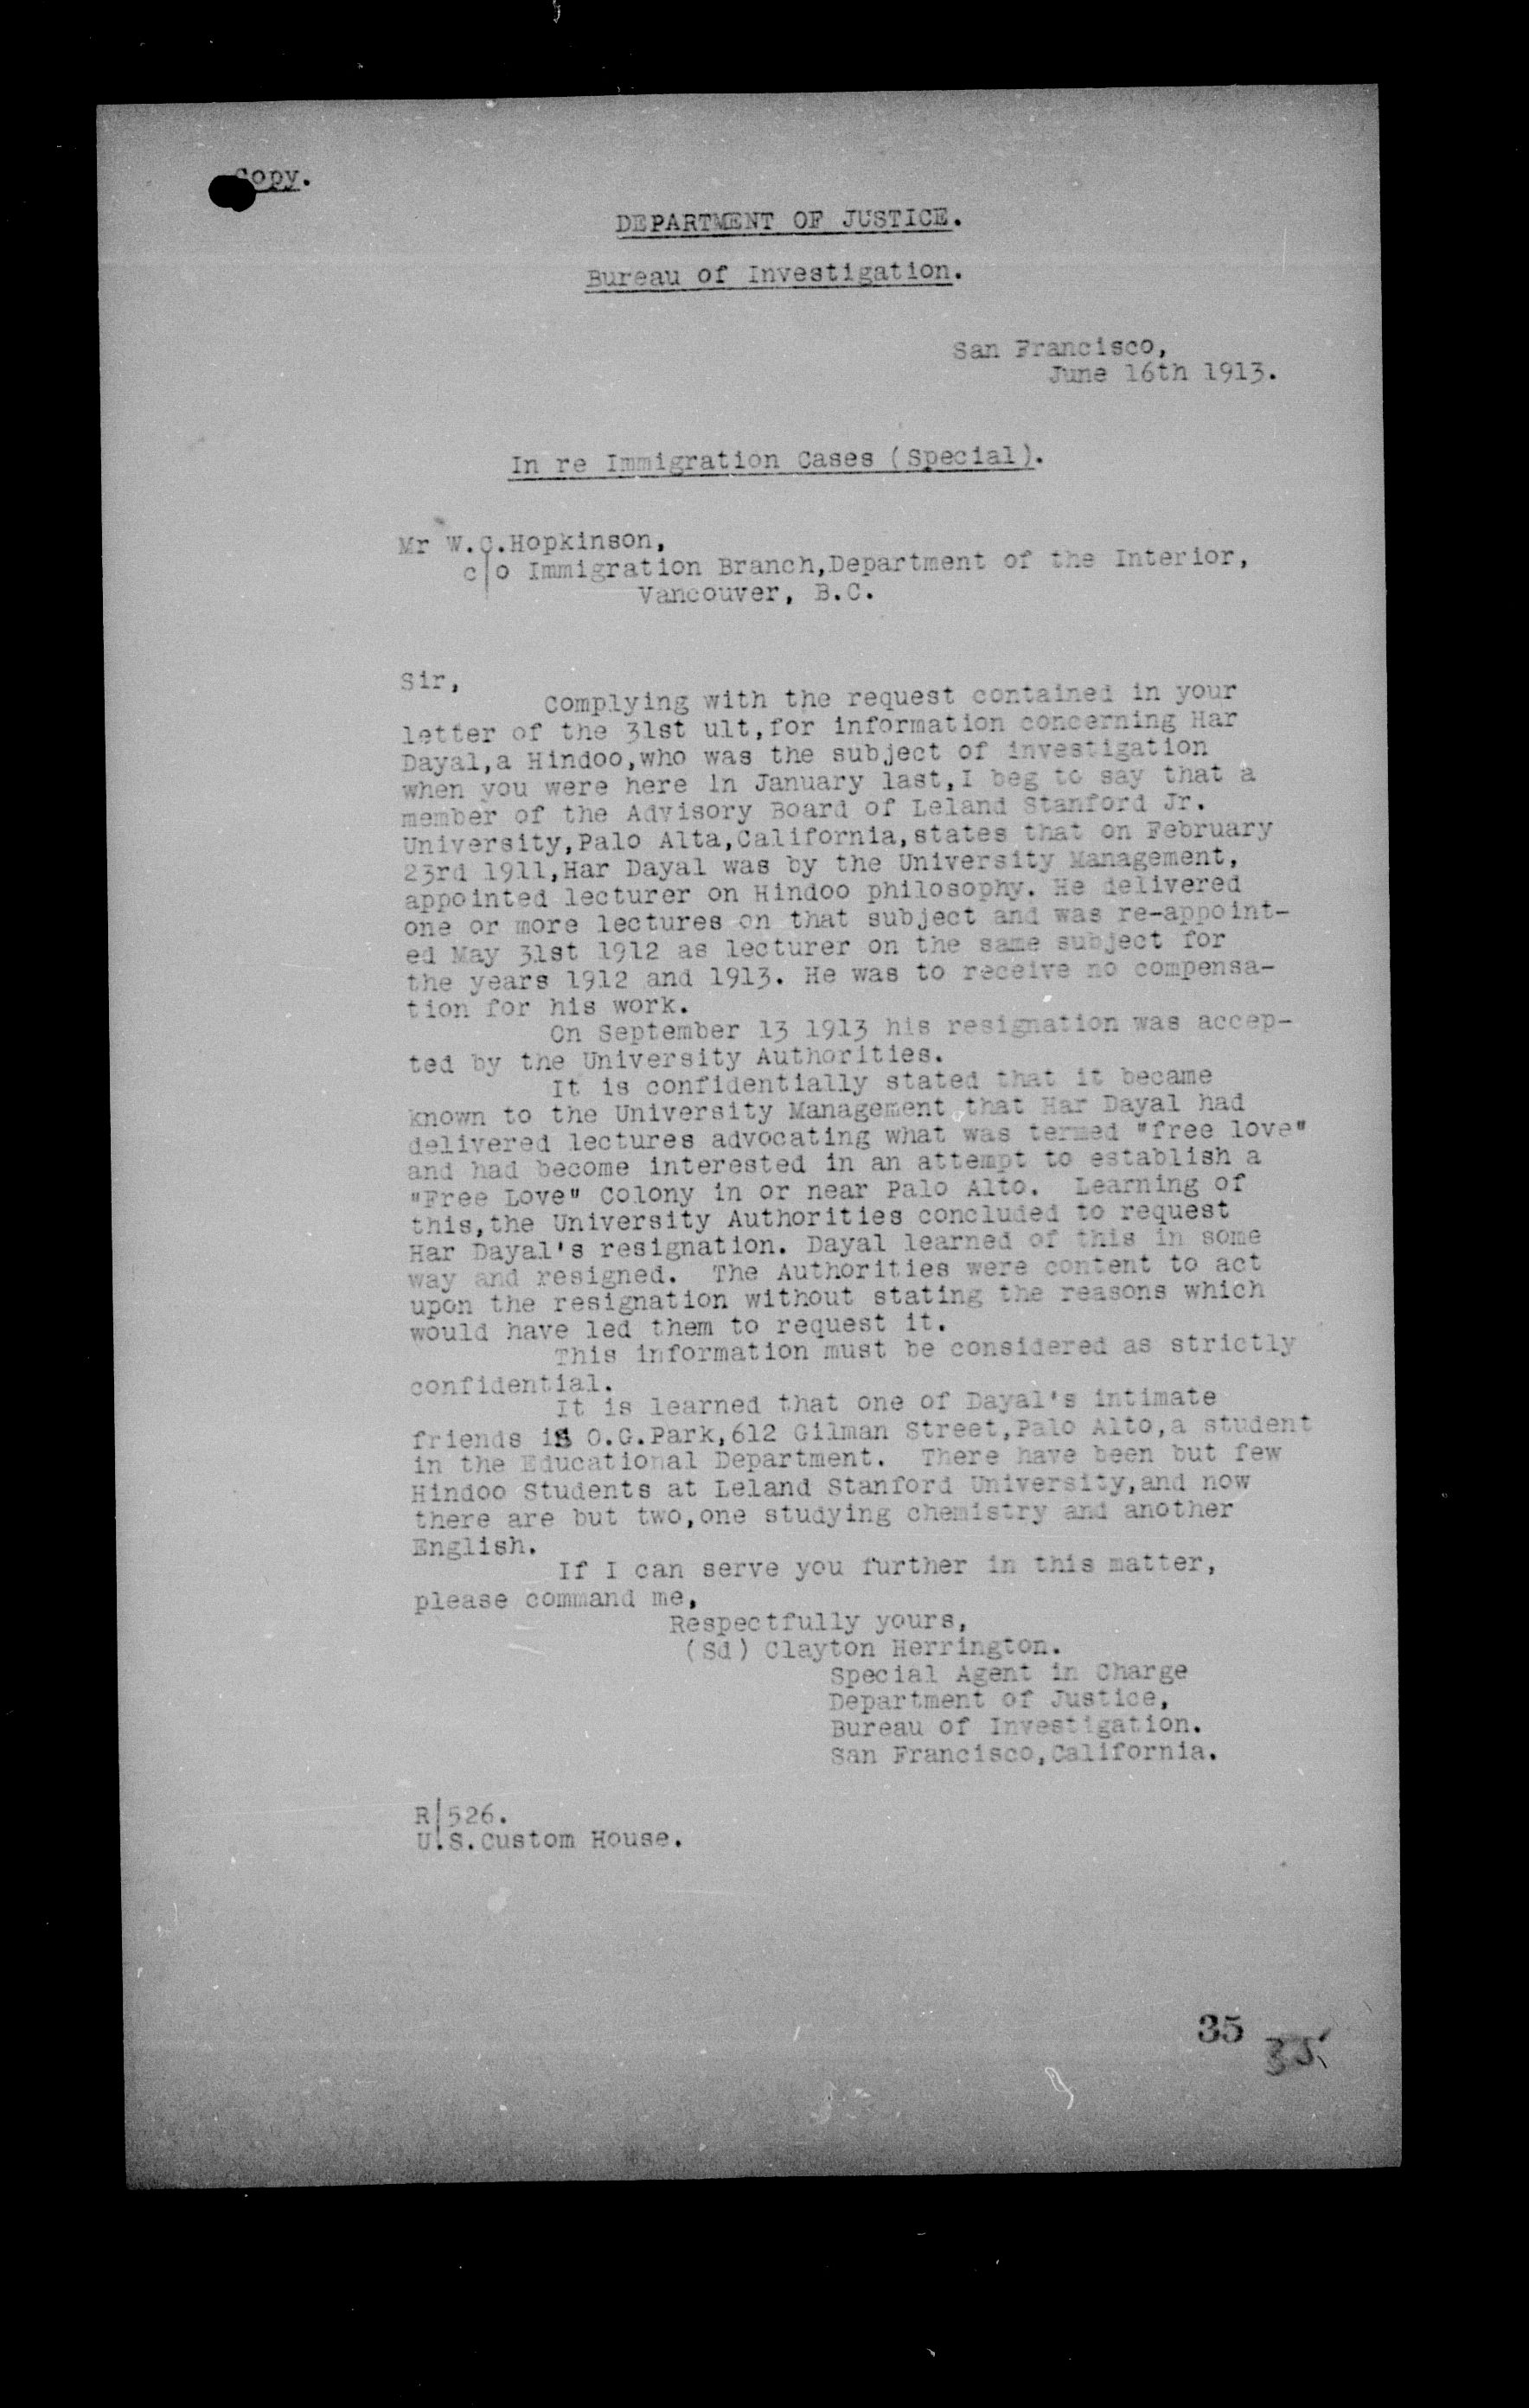 Copy.
DEPARTMENT OF JUSTICE.
Bureau of Investigation.
San Francisco,
June 16th 1913.
In re Immigration Cases (Special).
Mr W.C.Hopkinson,
c/o Immigration Branch,Department of the Interior,
Vancouver, B.C.
Sir,
Complying with the request contained in your
letter of the 31st ult,for information concerning Har
Dayal,a Hindoo,who was the subject of investigation
when you were here in January last,I beg to say that a
member of the Advisory Board of Leland Stanford Jr.
University,Palo Alta,California,states that on February
23rd 1911,Har Dayal was by the University Management,
appointed lecturer on Hindoo philosophy. He delivered
one or more lectures on that subject and was re-appoint-
ed May 31st 1912 as lecturer on the same subject for
the years 1912 and 1913. He was to receive no compensa-
tion for his work.
On September 13 1913 his resignation was accep-
ted by the University Authorities.
It is confidentially stated that it became
known to the University Management that Har Dayal had
delivered lectures advocating what was termed "free love"
and had become interested in an attempt to establish a
"Free Love" Colony in or near Palo Alto. Learning of
this,the University Authorities concluded to request
Har Dayal's resignation. Dayal learned of this in some
way and resigned. The Authorities were content to act
upon the resignation without stating the reasons which
would have led them to request it.
This information must be considered as strictly
confidential.
It is learned that one of Dayal's intimate
friends is O.G.Park,612 Gilman Street,Palo Alto,a student
in the Educational Department. There have been but few
Hindoo Students at Leland Stanford University,and now
there are but two,one studying chemistry and another
English.
If I can serve you further in this matter,
please command me,
Respectfully yours,
(Sd) Clayton Herrington.
Special Agent in Charge
Department of Justice,
Bureau of Investigation.
San Francisco,California.
R/526.
U.S.Custom House.
35
35